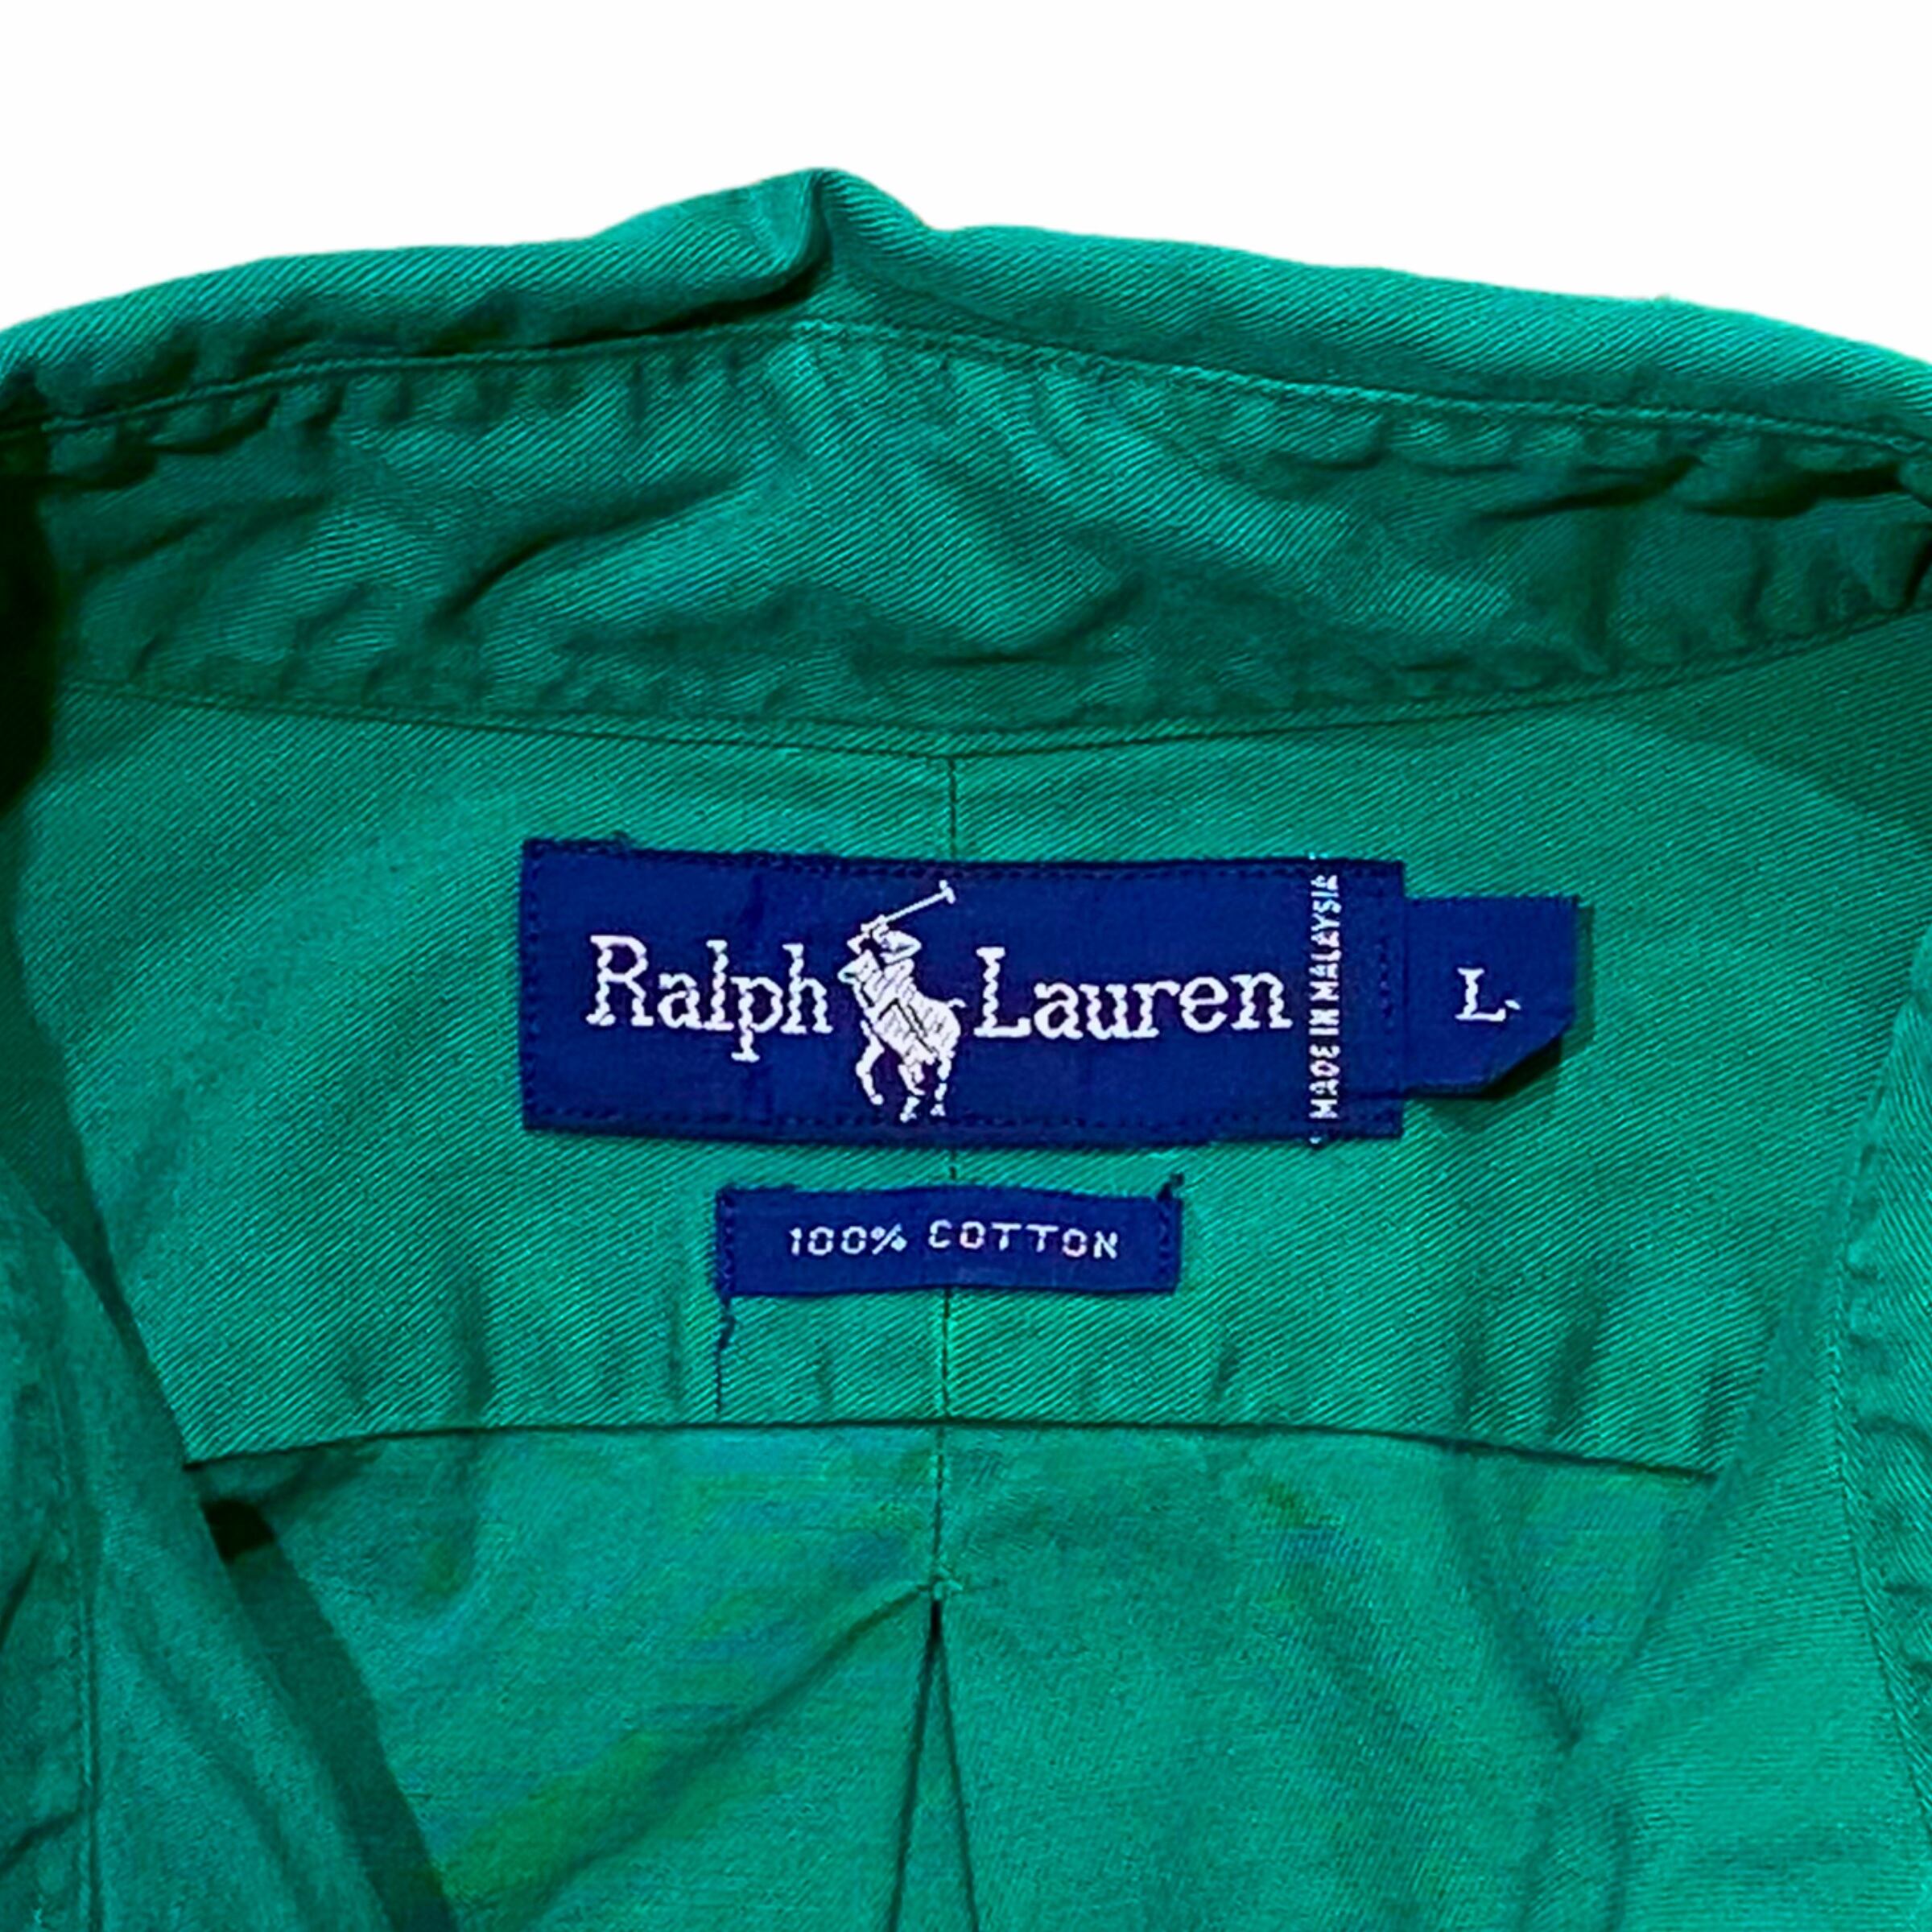 Ralph Lauren
MADE IN MALAYSIA
L
100% COTTON